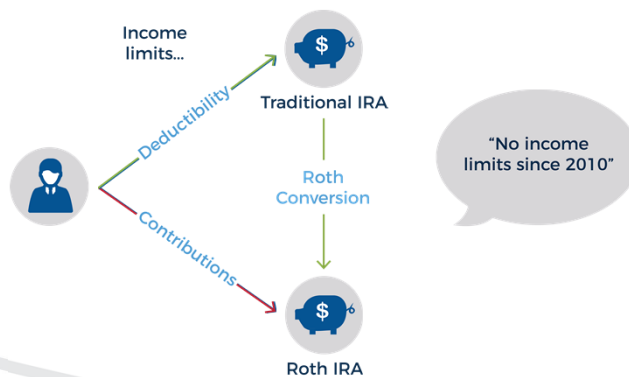 Income
limits...
$
Traditional IRA
Deductibility
"No income
limits since 2010"
Roth
Conversion
Contributions
$
Roth IRA